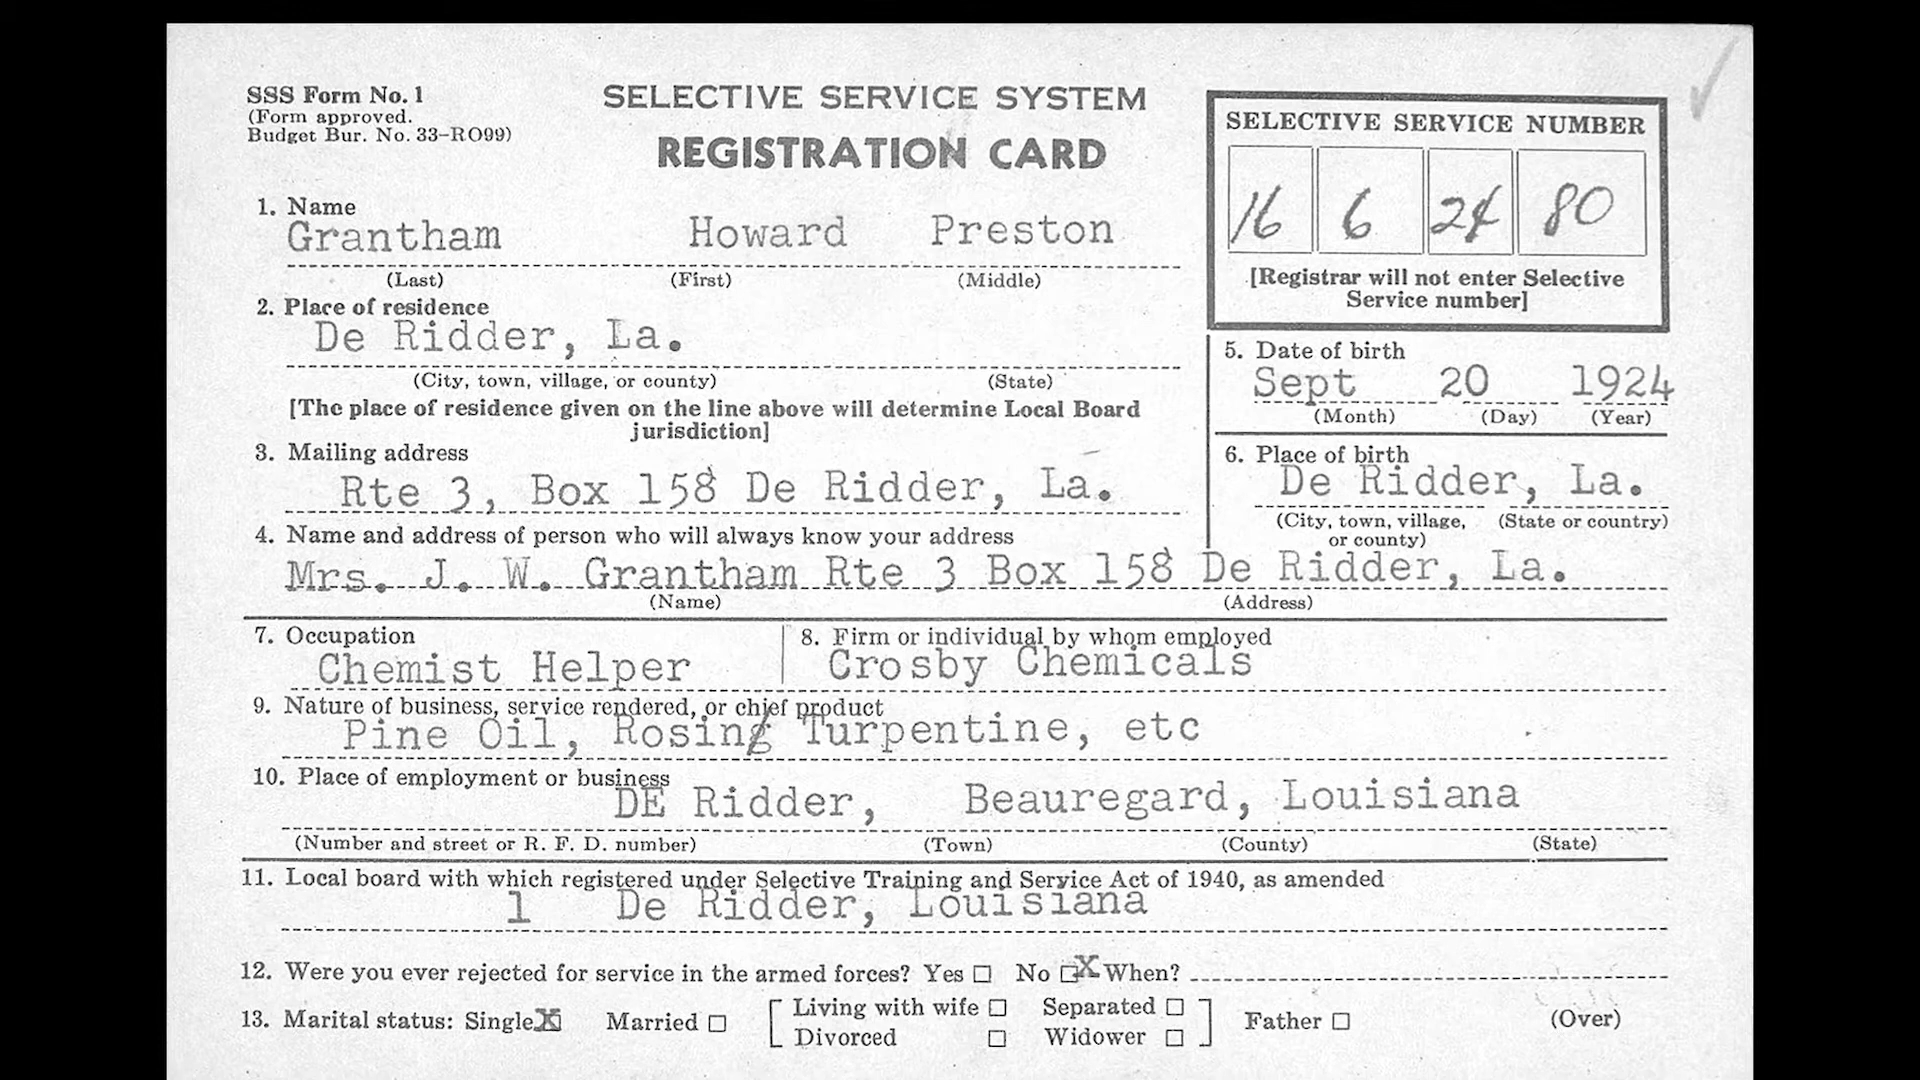 SSS Form No. 1
(Form approved.
Budget Bur. No. 33-RO99)
SELECTIVE SERVICE SYSTEM
REGISTRATION CARD
SELECTIVE SERVICE NUMBER
16 6 24 80
[Registrar will not enter Selective
Service number]
1. Name
Grantham Howard Preston
(Last) (First) (Middle)
2. Place of residence
De Ridder, La.
(City, town, village, or county) (State)
[The place of residence given on the line above will determine Local Board
jurisdiction]
5. Date of birth
Sept 20 1924
(Month) (Day) (Year)
3. Mailing address
Rte 3, Box 158 De Ridder, La.
6. Place of birth
De Ridder, La.
(City, town, village, (State or country)
or county)
4. Name and address of person who will always know your address
Mrs. J. W. Grantham Rte 3 Box 158 De Ridder, La.
(Name) (Address)
7. Occupation
Chemist Helper
8. Firm or individual by whom employed
Crosby Chemicals
9. Nature of business, service rendered, or chief product
Pine Oil, Rosing Turpentine, etc
10. Place of employment or business
DE Ridder, Beauregard, Louisiana
(Number and street or R. F. D. number) (Town) (County) (State)
11. Local board with which registered under Selective Training and Service Act of 1940, as amended
1 De Ridder, Louisiana
12. Were you ever rejected for service in the armed forces? Yes ☐ No ☐X When?
13. Marital status: Single ☒ Married ☐ [Living with wife ☐ Separated ☐] Father ☐ (Over)
Divorced ☐ Widower ☐